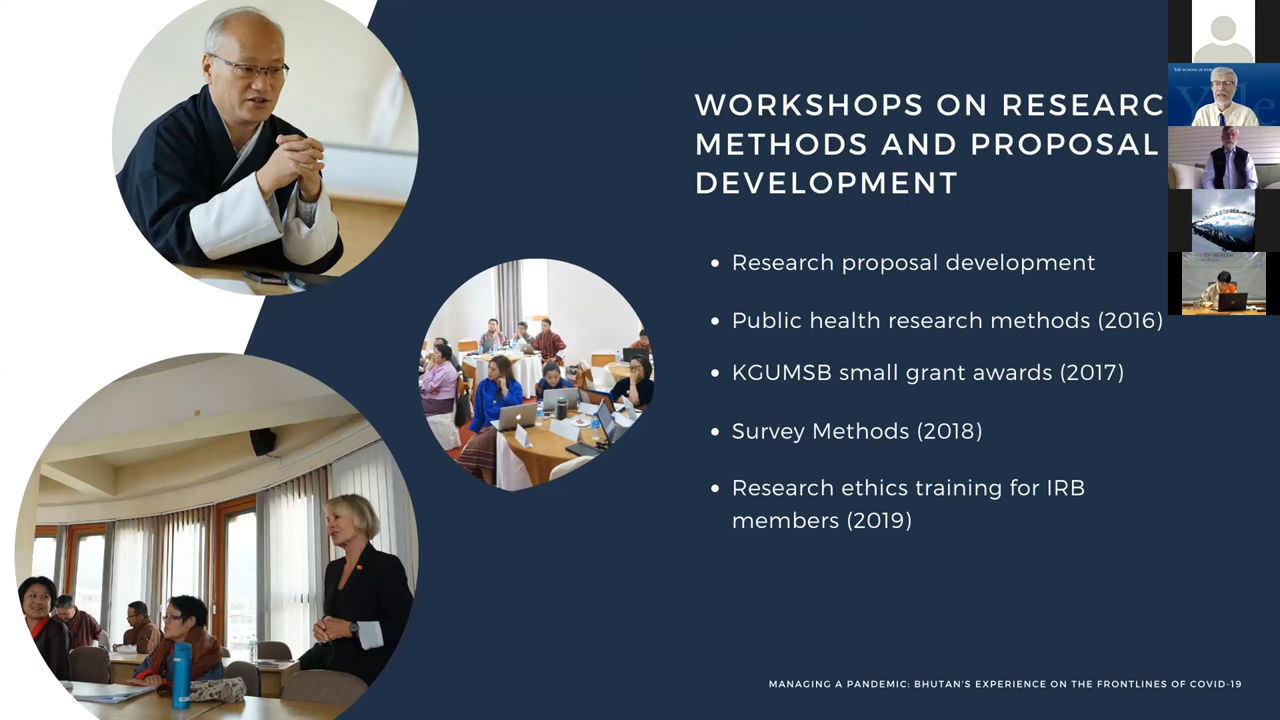 WORKSHOPS ON RESEARC
METHODS AND PROPOSAL
DEVELOPMENT
• Research proposal development
• Public health research methods (2016)
• KGUMSB small grant awards (2017)
• Survey Methods (2018)
• Research ethics training for IRB
members (2019)
MANAGING A PANDEMIC: BHUTAN'S EXPERIENCE ON THE FRONTLINES OF COVID-19